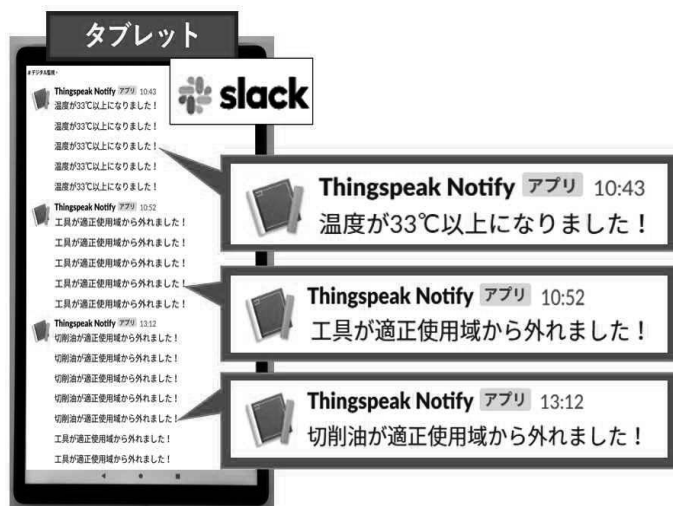 タブレット
slack
#デジタル監視
Thingspeak Notify アプリ 10:43
温度が33℃以上になりました！
温度が33℃以上になりました！
温度が33℃以上になりました！
温度が33℃以上になりました！
温度が33℃以上になりました！
Thingspeak Notify アプリ 10:52
工具が適正使用域から外れました！
工具が適正使用域から外れました！
工具が適正使用域から外れました！
工具が適正使用域から外れました！
工具が適正使用域から外れました！
Thingspeak Notify アプリ 13:12
切削油が適正使用域から外れました！
切削油が適正使用域から外れました！
切削油が適正使用域から外れました！
切削油が適正使用域から外れました！
切削油が適正使用域から外れました！
工具が適正使用域から外れました！
工具が適正使用域から外れました！
Thingspeak Notify アプリ 10:43
温度が33℃以上になりました！
Thingspeak Notify アプリ 10:52
工具が適正使用域から外れました！
Thingspeak Notify アプリ 13:12
切削油が適正使用域から外れました！